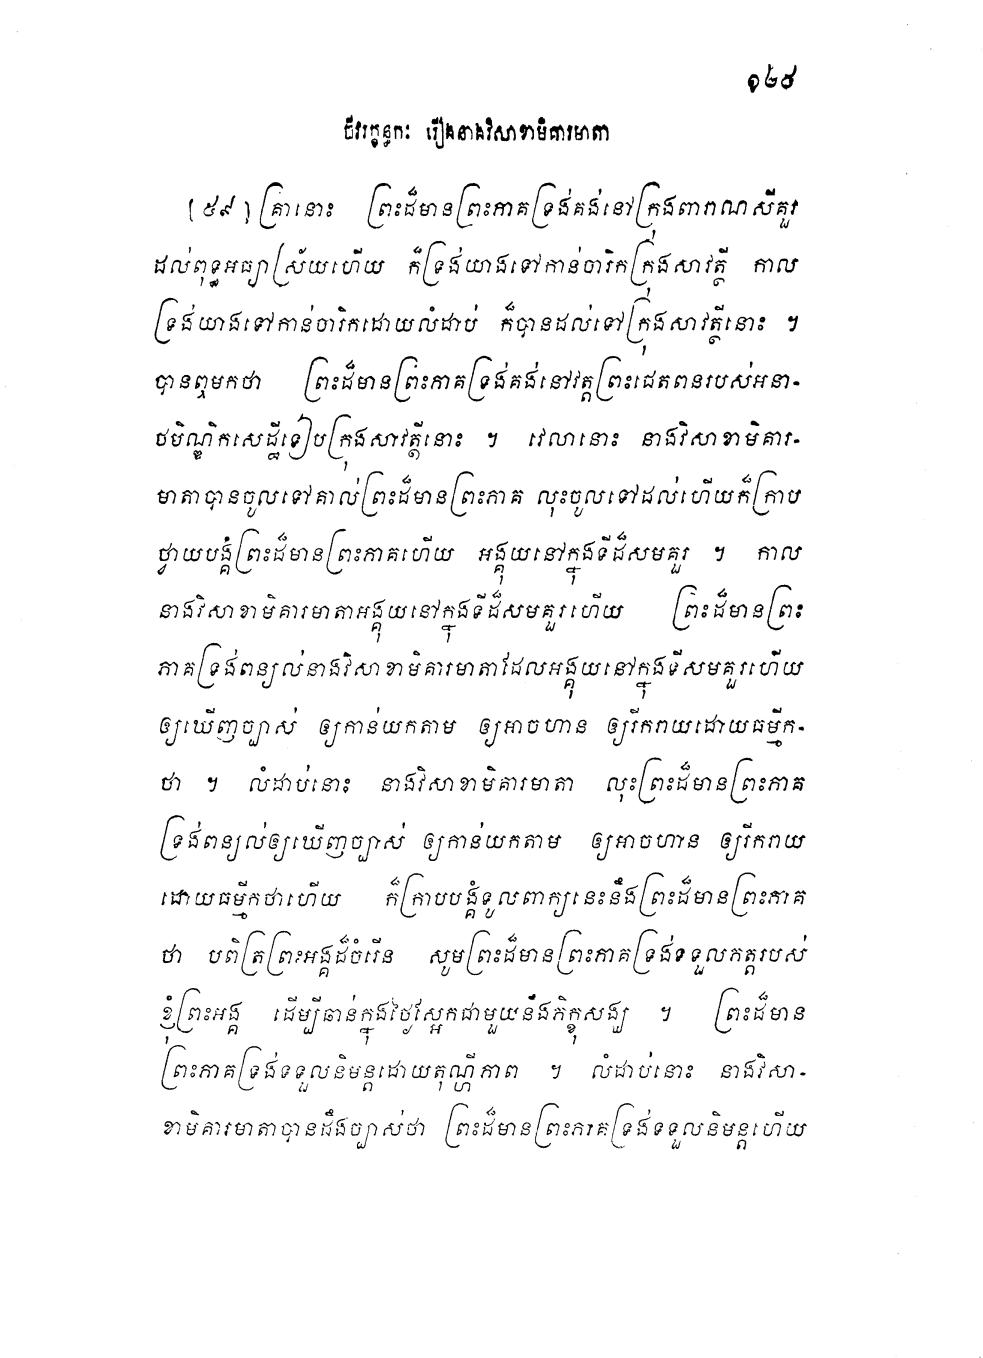 ១២៩
ចីវរក្ខន្ធកៈ រឿងនាងវិសាខាមិគារមាតា
(៥៩) គ្រានោះ ព្រះដ៏មានព្រះភាគទ្រង់គង់នៅក្រុងពារាណសីគួរ
ដល់ពុទ្ធអធ្យាស្រ័យហើយ ក៏ទ្រង់យាងទៅកាន់ចារិកក្រុងសាវត្ថី កាល
ទ្រង់យាងទៅកាន់ចារិកដោយលំដាប់ ក៏បានដល់ទៅក្រុងសាវត្ថីនោះ ។
បានឮមកថា ព្រះដ៏មានព្រះភាគទ្រង់គង់នៅវត្តព្រះជេតពនរបស់អនា-
ថបិណ្ឌិកសេដ្ឋីទៀបក្រុងសាវត្ថីនោះ ។ វេលានោះ នាងវិសាខាមិគារ-
មាតាបានចូលទៅគាល់ព្រះដ៏មានព្រះភាគ លុះចូលទៅដល់ហើយក៏ក្រាប
ថ្វាយបង្គំព្រះដ៏មានព្រះភាគហើយ អង្គុយនៅក្នុងទីដ៏សមគួរ ។ កាល
នាងវិសាខាមិគារមាតាអង្គុយនៅក្នុងទីដ៏សមគួរហើយ ព្រះដ៏មានព្រះ
ភាគទ្រង់ពន្យល់នាងវិសាខាមិគារមាតាដែលអង្គុយនៅក្នុងទីសមគួរហើយ
ឲ្យឃើញច្បាស់ ឲ្យកាន់យកតាម ឲ្យអាចហាន ឲ្យរីករាយដោយធម្មីក-
ថា ។ លំដាប់នោះ នាងវិសាខាមិគារមាតា លុះព្រះដ៏មានព្រះភាគ
ទ្រង់ពន្យល់ឲ្យឃើញច្បាស់ ឲ្យកាន់យកតាម ឲ្យអាចហាន ឲ្យរីករាយ
ដោយធម្មីកថាហើយ ក៏ក្រាបបង្គំទូលពាក្យនេះនឹងព្រះដ៏មានព្រះភាគ
ថា បពិត្រព្រះអង្គដ៏ចំរើន សូមព្រះដ៏មានព្រះភាគទ្រង់ទទួលភត្តរបស់
ខ្ញុំព្រះអង្គ ដើម្បីឆាន់ក្នុងថ្ងៃស្អែកជាមួយនឹងភិក្ខុសង្ឃ ។ ព្រះដ៏មាន
ព្រះភាគទ្រង់ទទួលនិមន្តដោយតុណ្ហីភាព ។ លំដាប់នោះ នាងវិសា-
ខាមិគារមាតាបានដឹងច្បាស់ថា ព្រះដ៏មានព្រះភាគទ្រង់ទទួលនិមន្តហើយ